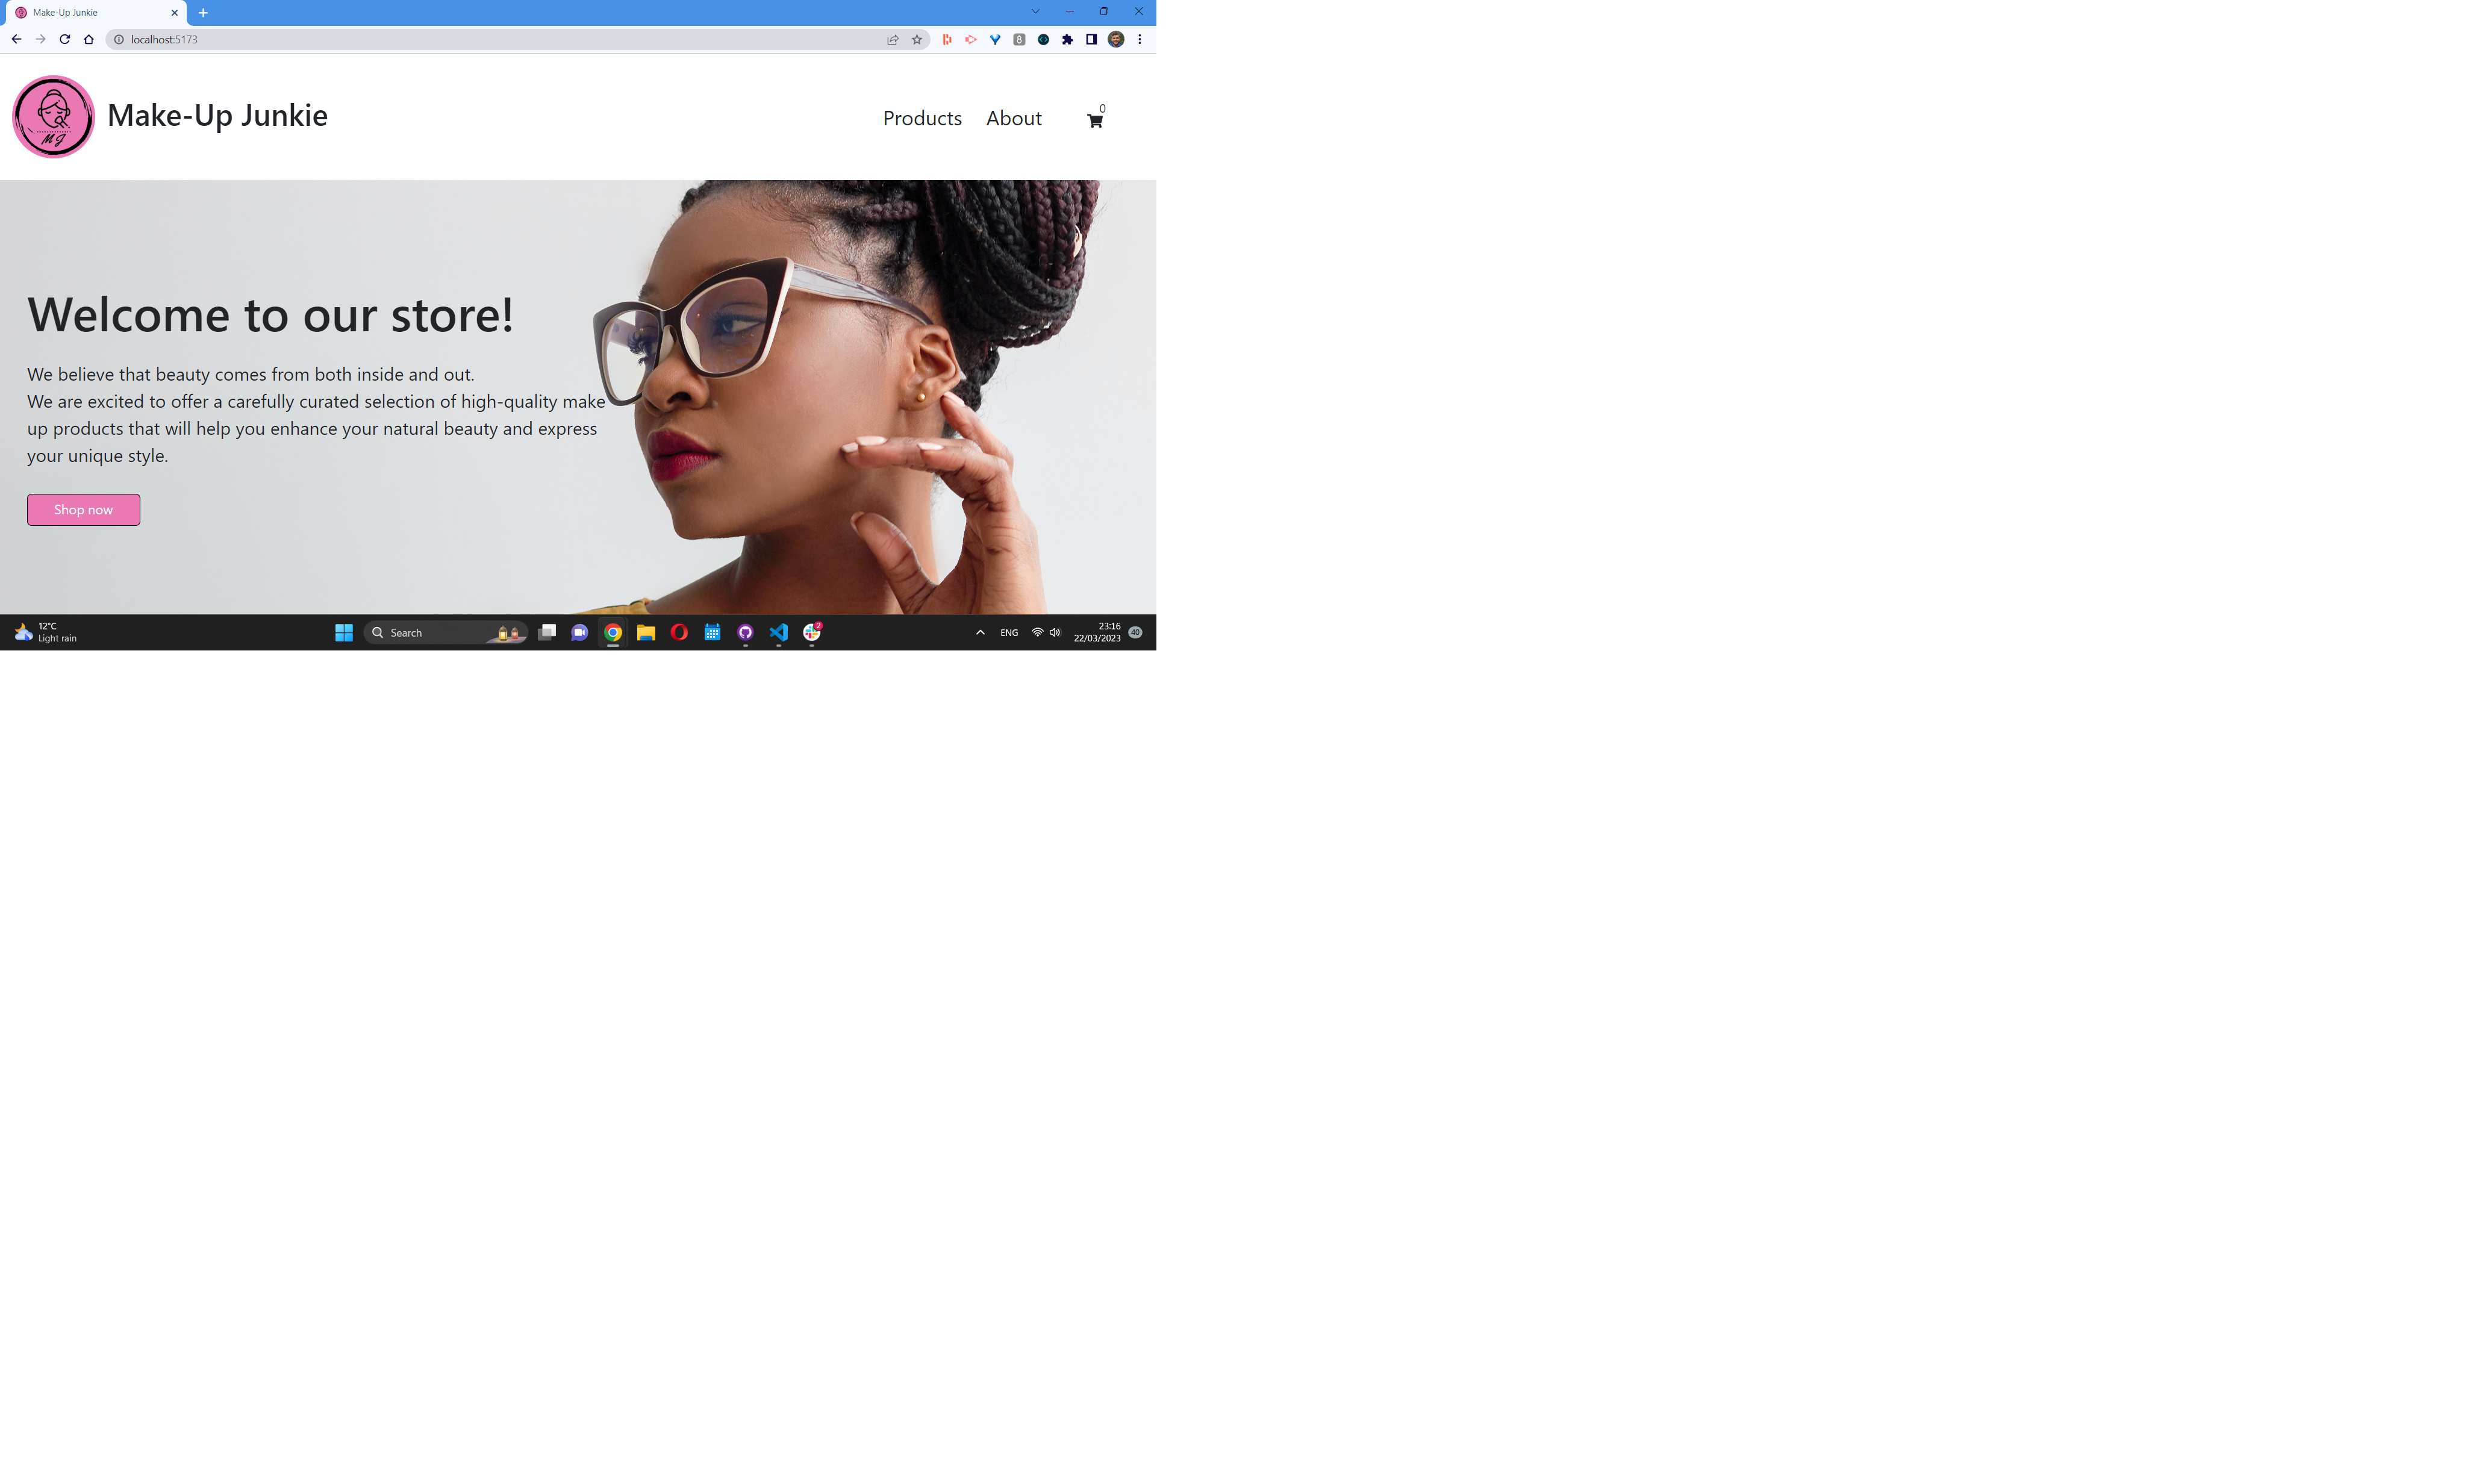 Make-Up Junkie
localhost:5173
8
MJ
Make-Up Junkie
Products
About
0
Welcome to our store!
We believe that beauty comes from both inside and out.
We are excited to offer a carefully curated selection of high-quality make
up products that will help you enhance your natural beauty and express
your unique style.
Shop now
12°C
Light rain
Search
2
ENG
23:16
22/03/2023
40